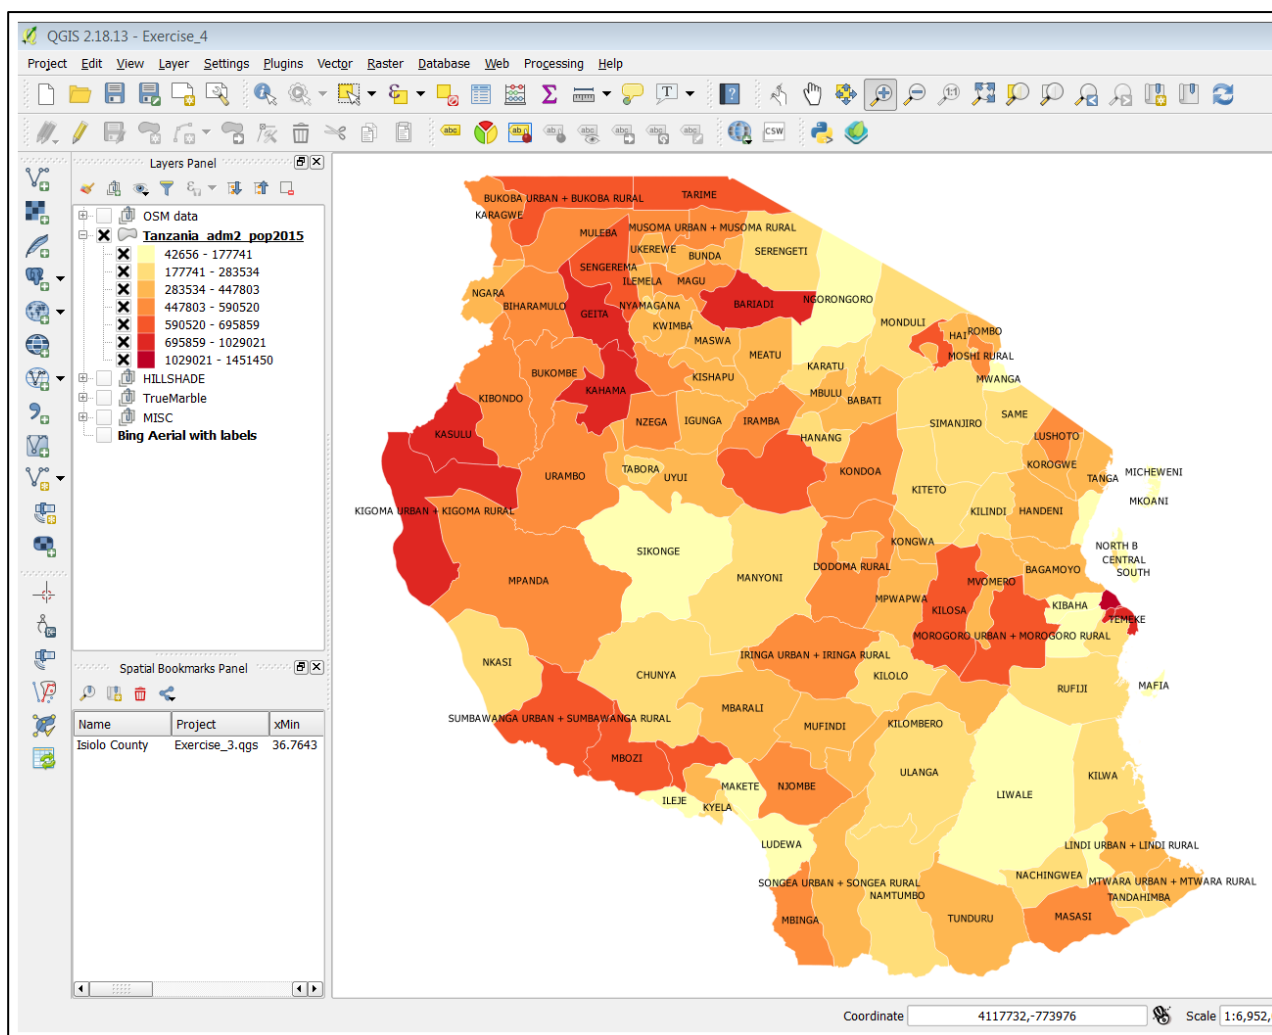 QGIS 2.18.13 - Exercise_4
Project Edit View Layer Settings Plugins Vector Raster Database Web Processing Help
Layers Panel
OSM data
Tanzania_adm2_pop2015
42656 - 177741
177741 - 283534
283534 - 447803
447803 - 590520
590520 - 695859
695859 - 1029021
1029021 - 1451450
HILLSHADE
TrueMarble
MISC
Bing Aerial with labels
Spatial Bookmarks Panel
Name Project xMin
Isiolo County Exercise_3.qgs 36.7643
BUKOBA URBAN + BUKOBA RURAL
TARIME
KARAGWE
MULEBA
MUSOMA URBAN + MUSOMA RURAL
UKEREWE
BUNDA
SERENGETI
SENGEREMA
ILEMELA
MAGU
NGORONGORO
NGARA
BIHARAMULO
GEITA
NYAMAGANA
BARIADI
KWIMBA
MONDULI
HAI
ROMBO
MASWA
MEATU
MOSHI RURAL
BUKOMBE
KARATU
MWANGA
KIBONDO
KAHAMA
KISHAPU
MBULU
BABATI
NZEGA
IGUNGA
IRAMBA
SIMANJIRO
SAME
KASULU
HANANG
LUSHOTO
KOROGWE
URAMBO
TABORA
UYUI
KONDOA
TANGA
MICHEWENI
KITETO
MKOANI
KIGOMA URBAN + KIGOMA RURAL
KILINDI
HANDENI
SIKONGE
KONGWA
NORTH B
CENTRAL
SOUTH
MPANDA
MANYONI
DODOMA RURAL
BAGAMOYO
MVOMERO
MPWAPWA
KILOSA
KIBAHA
TEMEKE
MOROGORO URBAN + MOROGORO RURAL
IRINGA URBAN + IRINGA RURAL
NKASI
CHUNYA
KILOLO
RUFIJI
MAFIA
SUMBAWANGA URBAN + SUMBAWANGA RURAL
MBARALI
MUFINDI
KILOMBERO
MBOZI
ULANGA
KILWA
MAKETE
NJOMBE
ILEJE
KYELA
LIWALE
LUDEWA
LINDI URBAN + LINDI RURAL
NACHINGWEA
SONGEA URBAN + SONGEA RURAL
MTWARA URBAN + MTWARA RURAL
NAMTUMBO
TANDAHIMBA
MBINGA
TUNDURU
MASASI
Coordinate 4117732,-773976 Scale 1:6,952,